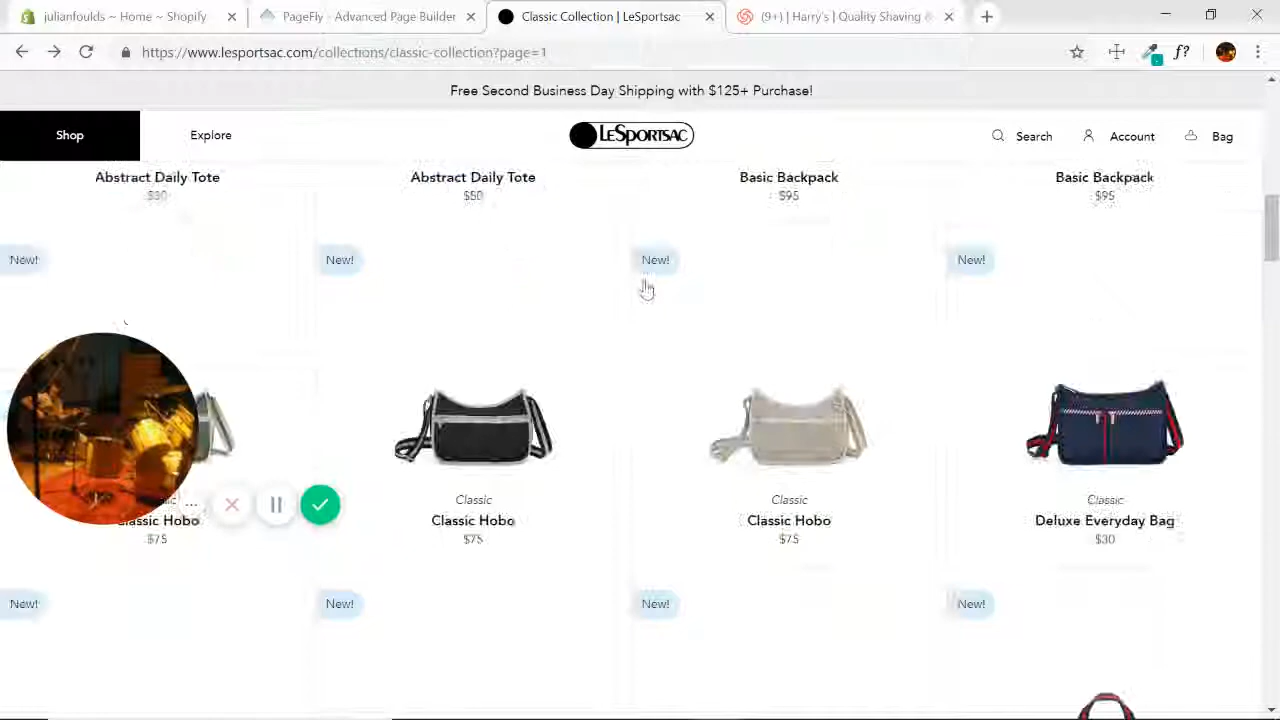 julianfoulds ~ Home ~ Shopify
PageFly - Advanced Page Builder
Classic Collection | LeSportsac
(9+) | Harry's | Quality Shaving
https://www.lesportsac.com/collections/classic-collection?page=1
f?
Free Second Business Day Shipping with $125+ Purchase!
Shop
Explore
LESPORTSAC
Search
Account
Bag
Abstract Daily Tote
Abstract Daily Tote
Basic Backpack
Basic Backpack
$90
$50
$95
$95
New!
New!
New!
New!
Classic
Classic
Classic
Classic Hobo
Classic Hobo
Classic Hobo
Deluxe Everyday Bag
$75
$75
$75
$30
New!
New!
New!
New!